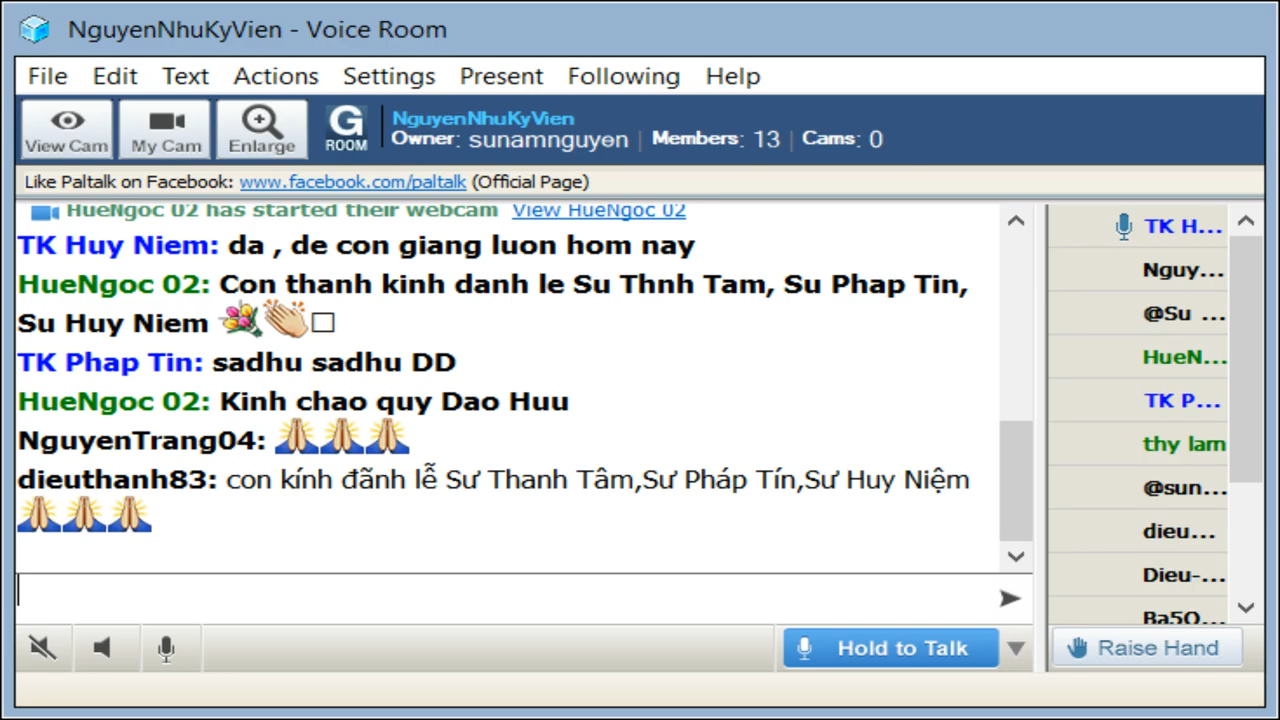 NguyenNhuKyVien - Voice Room
File Edit Text Actions Settings Present Following Help
View Cam My Cam Enlarge G ROOM
NguyenNhuKyVien
Owner: sunamnguyen | Members: 13 | Cams: 0
Like Paltalk on Facebook: www.facebook.com/paltalk (Official Page)
HueNgoc 02 has started their webcam View HueNgoc 02
TK Huy Niem: da , de con giang luon hom nay
HueNgoc 02: Con thanh kinh danh le Su Thnh Tam, Su Phap Tin,
Su Huy Niem 💐👏□
TK Phap Tin: sadhu sadhu DD
HueNgoc 02: Kinh chao quy Dao Huu
NguyenTrang04: 🙏🙏🙏
dieuthanh83: con kính đãnh lễ Sư Thanh Tâm,Sư Pháp Tín,Sư Huy Niệm
🙏🙏🙏
TK H...
Nguy...
@Su ...
HueN...
TK P...
thy lam
@sun...
dieu...
Dieu-...
Ba5O...
Hold to Talk
Raise Hand